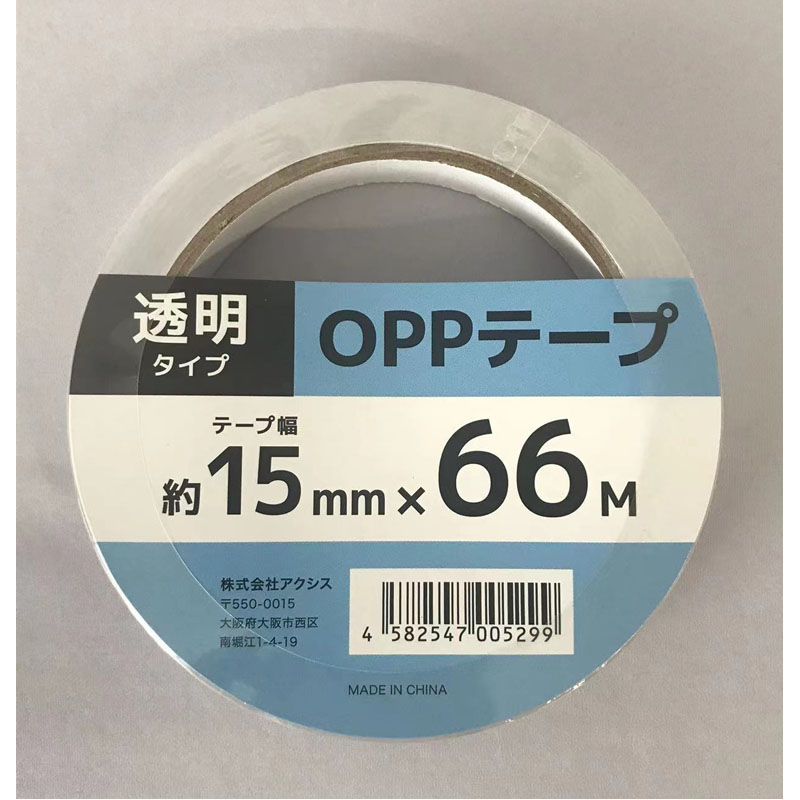 透明
タイプ
OPPテープ
テープ幅
約15mm×66M
株式会社アクシス
〒550-0015
大阪府大阪市西区
南堀江1-4-19
4 582547 005299
MADE IN CHINA